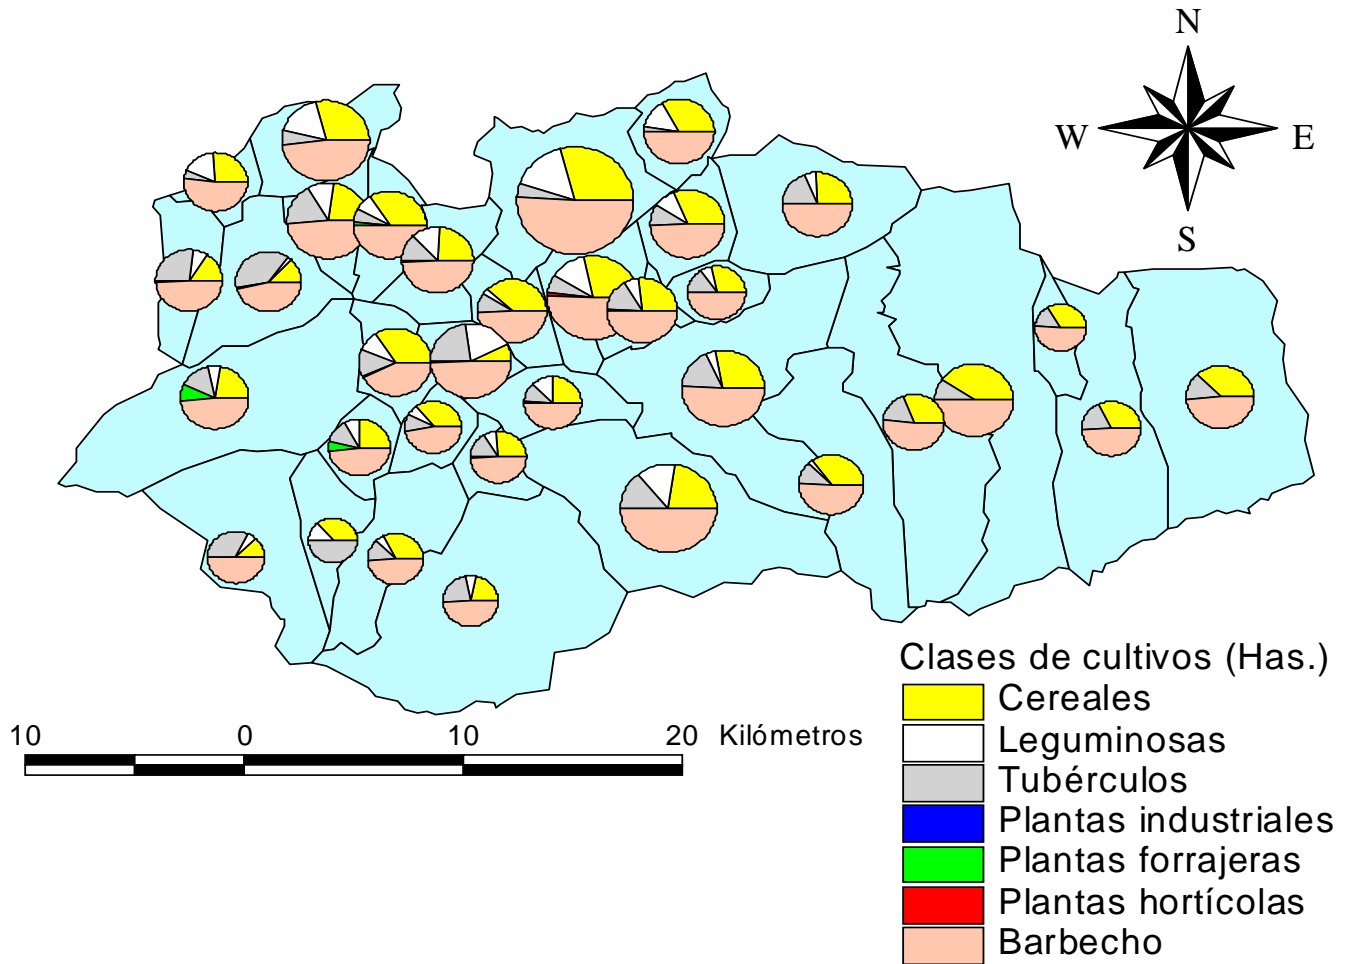 N
W E
S
Clases de cultivos (Has.)
Cereales
Leguminosas
Tubérculos
Plantas industriales
Plantas forrajeras
Plantas hortícolas
Barbecho
10 0 10 20 Kilómetros